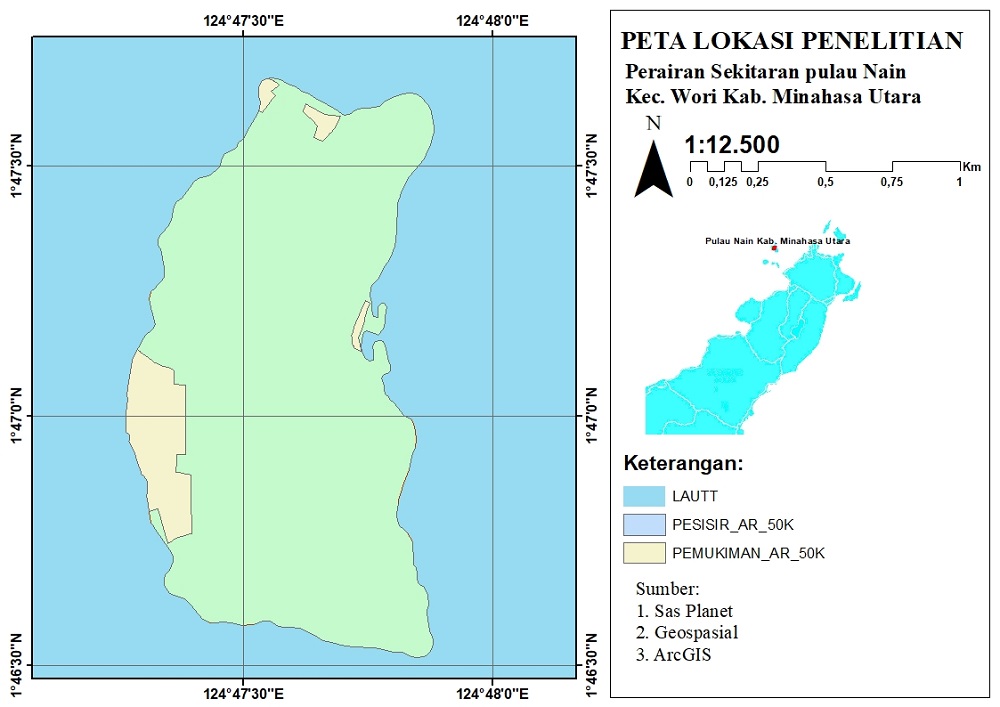 124°47'30"E
124°48'0"E
1°47'30"N
1°47'30"N
1°47'0"N
1°47'0"N
1°46'30"N
1°46'30"N
124°47'30"E
124°48'0"E
PETA LOKASI PENELITIAN
Perairan Sekitaran pulau Nain
Kec. Wori Kab. Minahasa Utara
N
1:12.500
Km
0 0,125 0,25 0,5 0,75 1
Pulau Nain Kab. Minahasa Utara
Keterangan:
LAUTT
PESISIR_AR_50K
PEMUKIMAN_AR_50K
Sumber:
1. Sas Planet
2. Geospasial
3. ArcGIS